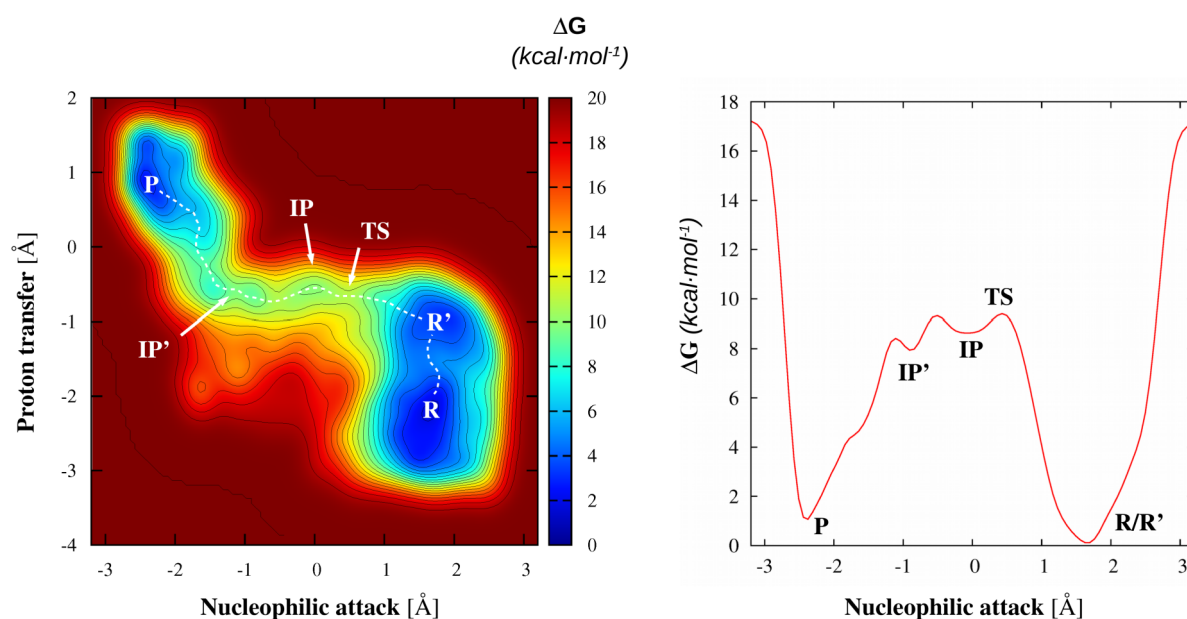 ΔG
(kcal·mol⁻¹)
2
1
0
-1
-2
-3
-4
Proton transfer [Å]
P
IP
TS
R'
IP'
R
-3
-2
-1
0
1
2
3
Nucleophilic attack [Å]
20
18
16
14
12
10
8
6
4
2
0
18
16
14
12
10
8
6
4
2
0
ΔG (kcal·mol⁻¹)
TS
IP
IP'
P
R/R'
-3
-2
-1
0
1
2
3
Nucleophilic attack [Å]